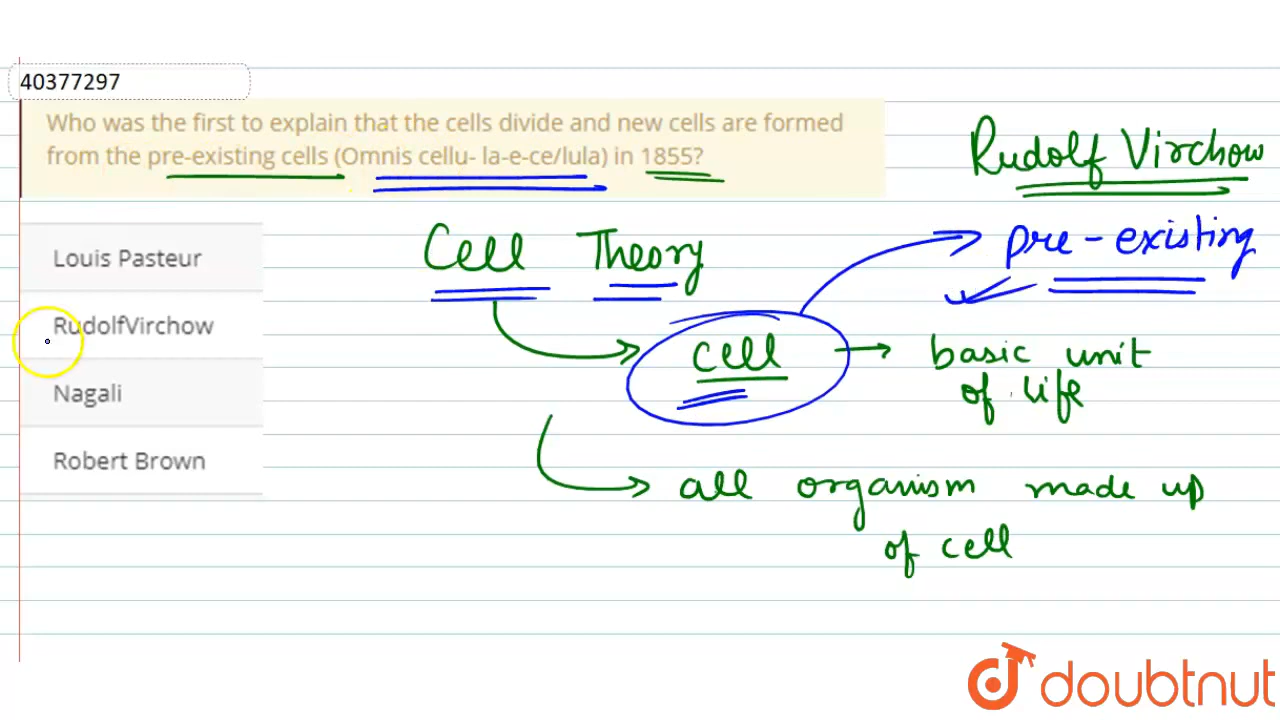 40377297
Who was the first to explain that the cells divide and new cells are formed
from the pre-existing cells (Omnis cellu- la-e-ce/lula) in 1855?
Rudolf Virchow
Louis Pasteur
RudolfVirchow
Nagali
Robert Brown
Cell Theory
pre-existing
cell
basic unit
of life
all organism made up
of cell
doubtnut